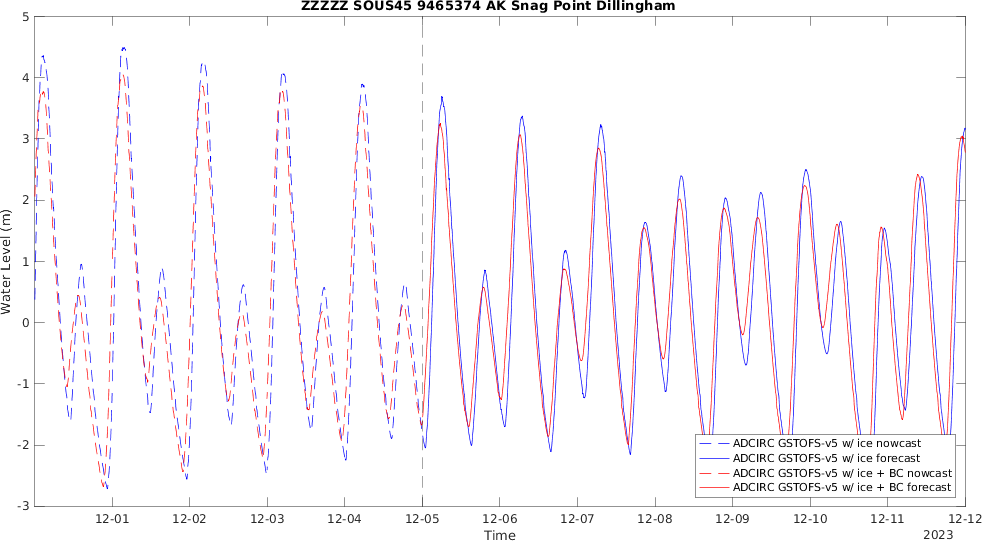 ZZZZZ SOUS45 9465374 AK Snag Point Dillingham
5
4
3
2
1
0
-1
-2
-3
Water Level (m)
ADCIRC GSTOFS-v5 w/ ice nowcast
ADCIRC GSTOFS-v5 w/ ice forecast
ADCIRC GSTOFS-v5 w/ ice + BC nowcast
ADCIRC GSTOFS-v5 w/ ice + BC forecast
12-01 12-02 12-03 12-04 12-05 12-06 12-07 12-08 12-09 12-10 12-11 12-12
Time
2023